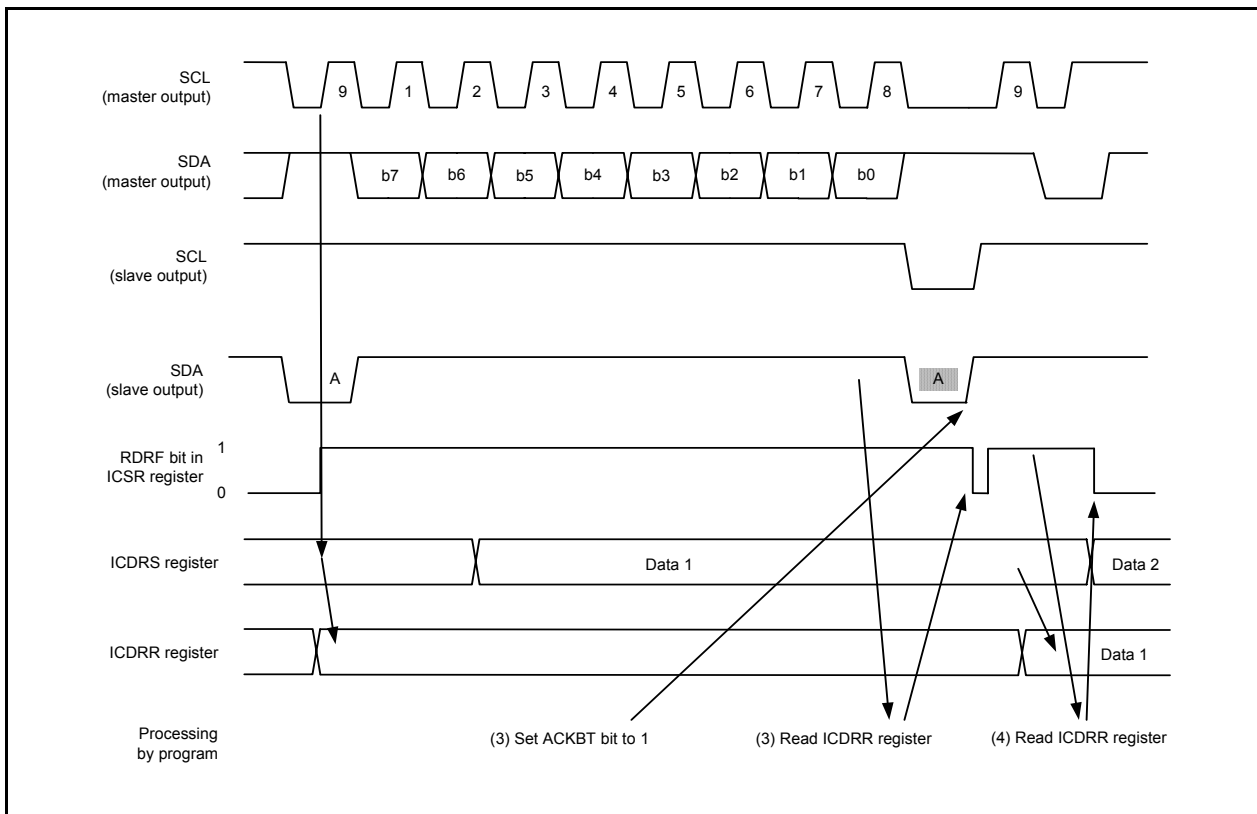 SCL
(master output)
9 1 2 3 4 5 6 7 8 9
SDA
(master output)
b7 b6 b5 b4 b3 b2 b1 b0
SCL
(slave output)
SDA
(slave output)
A A
RDRF bit in
ICSR register
1
0
ICDRS register
Data 1 Data 2
ICDRR register
Data 1
Processing
by program
(3) Set ACKBT bit to 1 (3) Read ICDRR register (4) Read ICDRR register